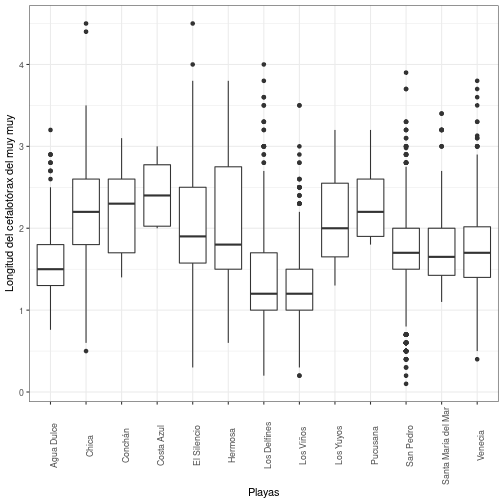 Longitud del cefalotórax del muy muy
4
3
2
1
0
Agua Dulce
Chica
Conchán
Costa Azul
El Silencio
Hermosa
Los Delfines
Los Viños
Los Yuyos
Pucusana
San Pedro
Santa María del Mar
Venecia
Playas